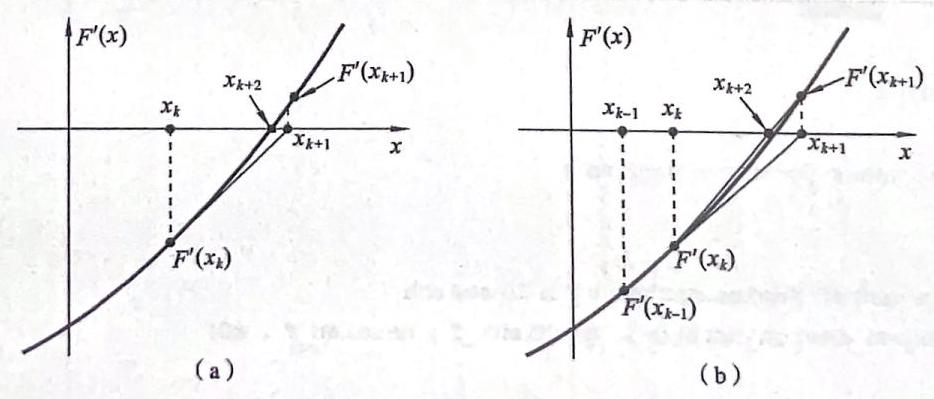 F′(x)
F′(x_{k+1})
x_{k+2}
x_k
x_{k+1}
x
F′(x_k)
(a)
F′(x)
F′(x_{k+1})
x_{k+2}
x_{k-1}
x_k
x_{k+1}
x
F′(x_k)
F′(x_{k-1})
(b)